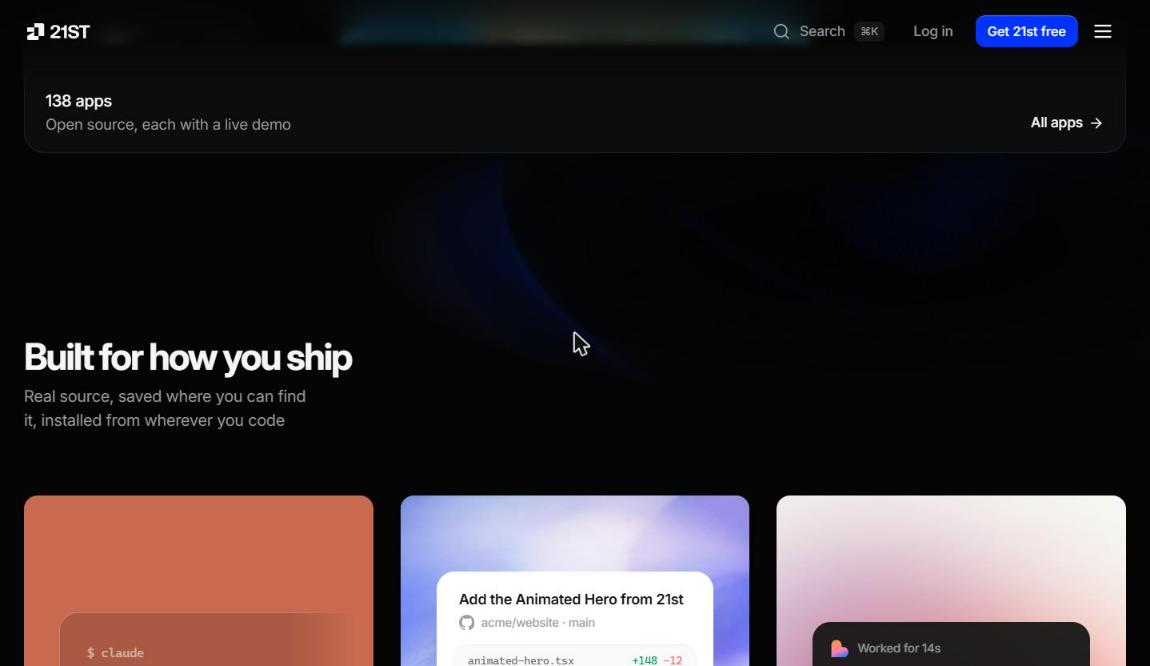 21ST
Search ⌘K Log in Get 21st free
138 apps
Open source, each with a live demo
All apps →
Built for how you ship
Real source, saved where you can find
it, installed from wherever you code
$ claude
Add the Animated Hero from 21st
acme/website · main
animated-hero.tsx +148 −12
Worked for 14s